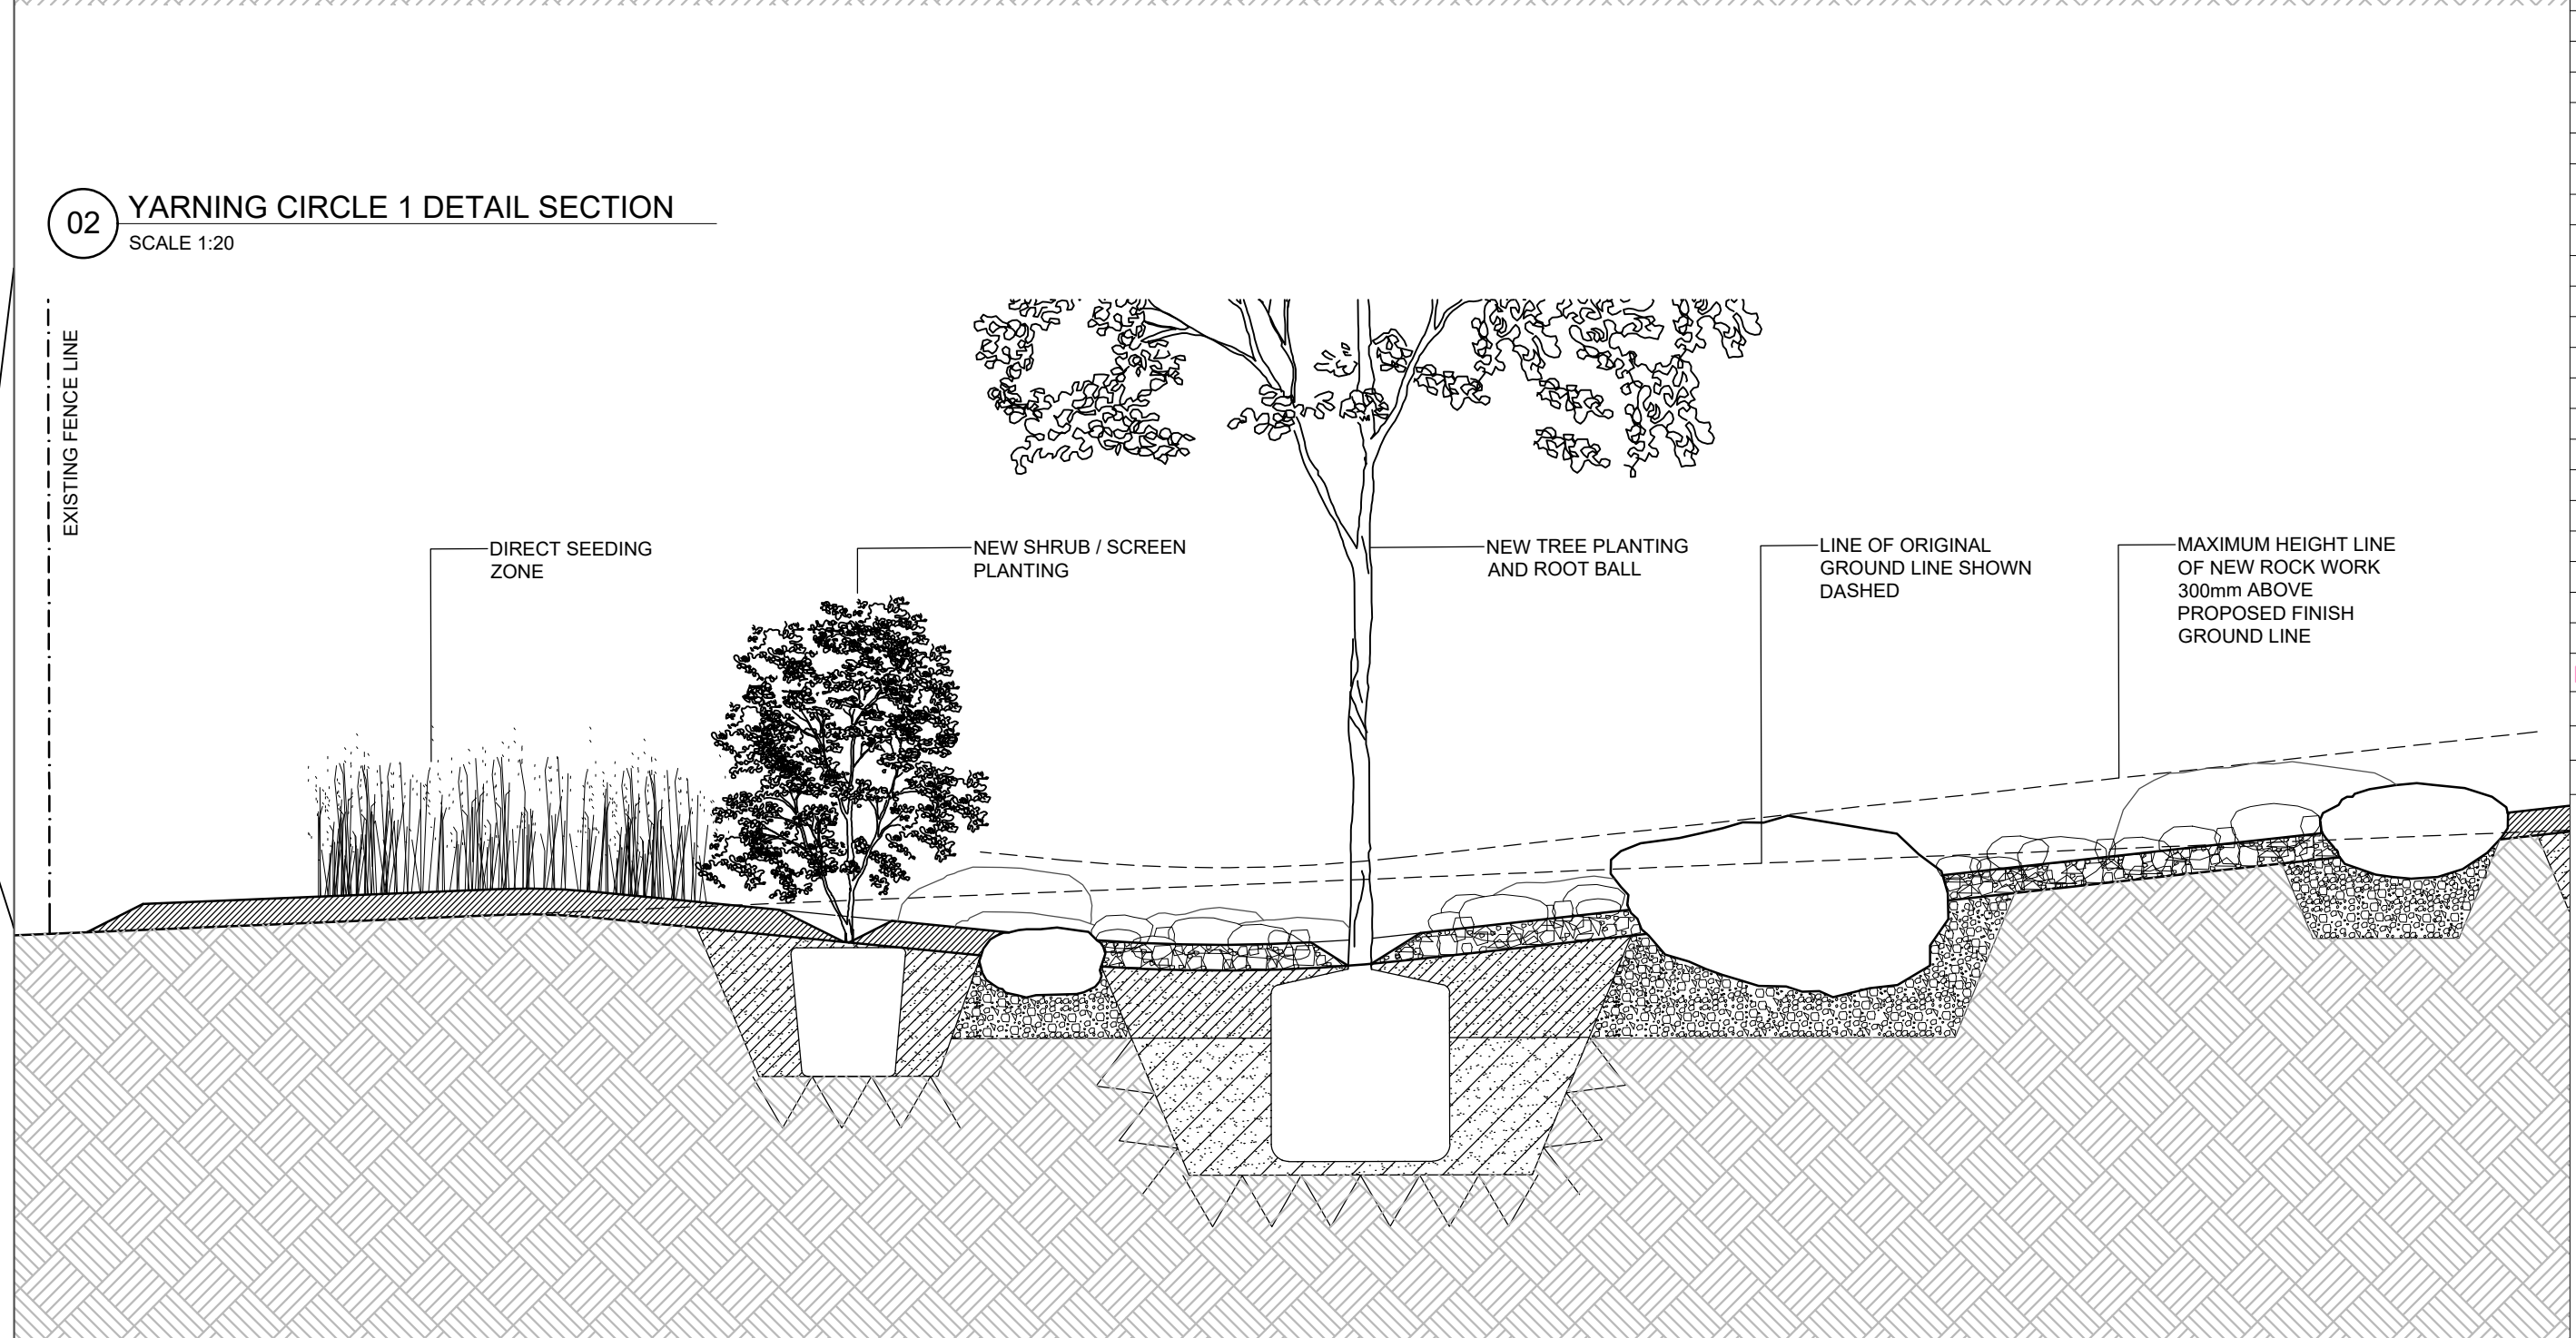 02
YARNING CIRCLE 1 DETAIL SECTION
SCALE 1:20
EXISTING FENCE LINE
DIRECT SEEDING
ZONE
NEW SHRUB / SCREEN
PLANTING
NEW TREE PLANTING
AND ROOT BALL
LINE OF ORIGINAL
GROUND LINE SHOWN
DASHED
MAXIMUM HEIGHT LINE
OF NEW ROCK WORK
300mm ABOVE
PROPOSED FINISH
GROUND LINE